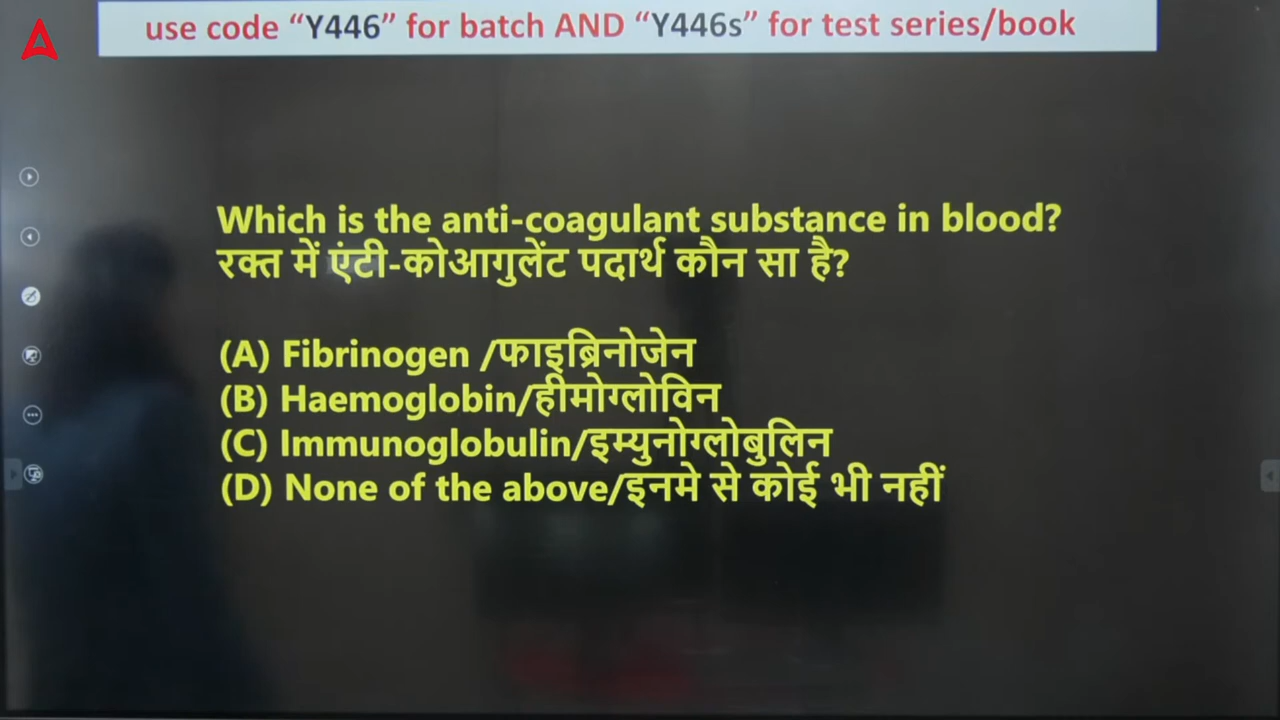 use code “Y446” for batch AND “Y446s” for test series/book
Which is the anti-coagulant substance in blood?
रक्त में एंटी-कोआगुलेंट पदार्थ कौन सा है?
(A) Fibrinogen /फाइब्रिनोजेन
(B) Haemoglobin/हीमोग्लोविन
(C) Immunoglobulin/इम्युनोग्लोबुलिन
(D) None of the above/इनमे से कोई भी नहीं